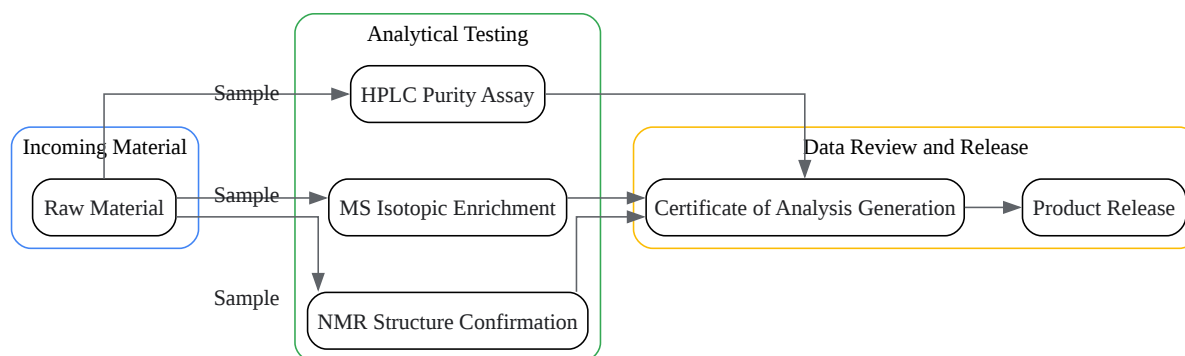 Analytical Testing
Sample
HPLC Purity Assay
Incoming Material
Data Review and Release
Raw Material
Sample
MS Isotopic Enrichment
Certificate of Analysis Generation
Product Release
Sample
NMR Structure Confirmation